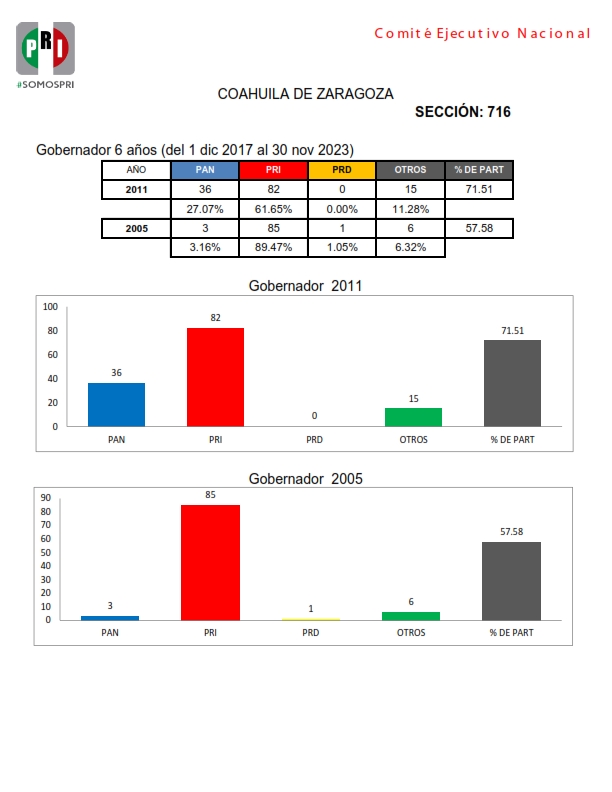 Comité Ejecutivo Nacional
PRI
#SOMOSPRI
COAHUILA DE ZARAGOZA
SECCIÓN: 716
Gobernador 6 años (del 1 dic 2017 al 30 nov 2023)
AÑO PAN PRI PRD OTROS % DE PART
2011 36 82 0 15 71.51
27.07% 61.65% 0.00% 11.28%
2005 3 85 1 6 57.58
3.16% 89.47% 1.05% 6.32%
Gobernador 2011
100
80
60
40
20
0
36 82 0 15 71.51
PAN PRI PRD OTROS % DE PART
Gobernador 2005
90
80
70
60
50
40
30
20
10
0
3 85 1 6 57.58
PAN PRI PRD OTROS % DE PART